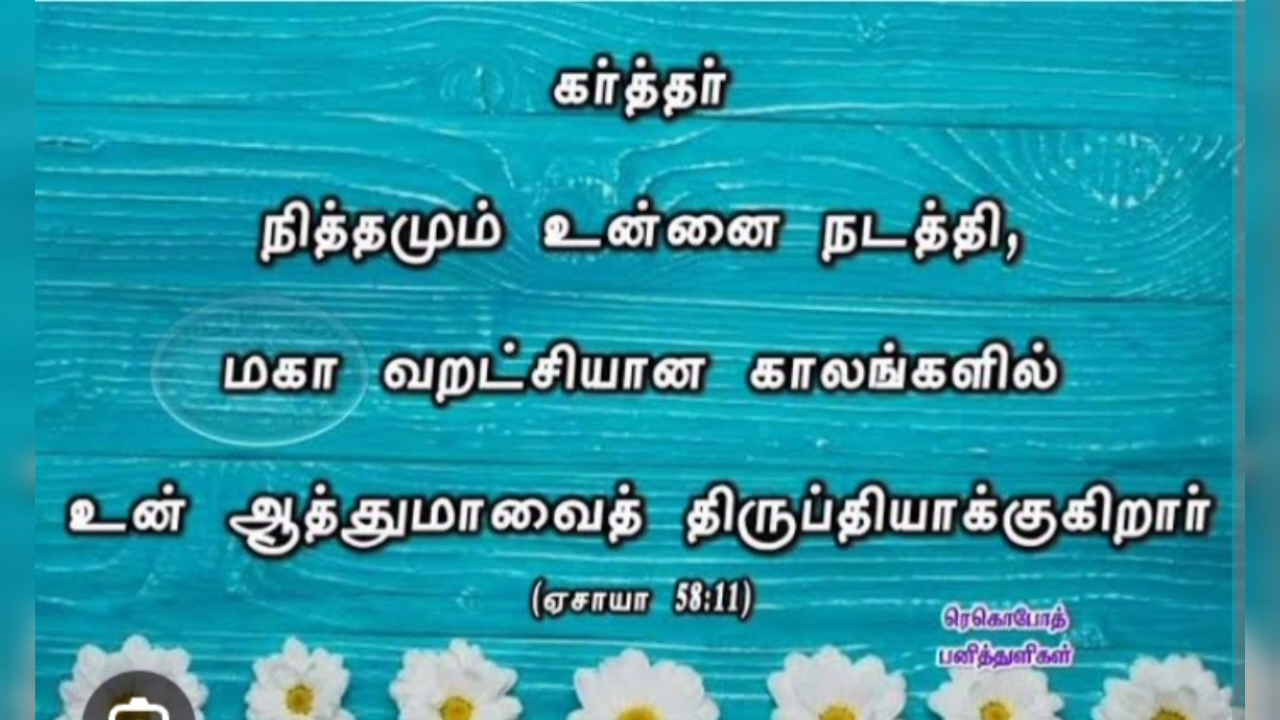 கர்த்தர்
நித்தமும் உன்னை நடத்தி,
மகா வறட்சியான காலங்களில்
உன் ஆத்துமாவைத் திருப்தியாக்குகிறார்
(ஏசாயா 58:11)
ரெகொபோத்
பனித்துளிகள்